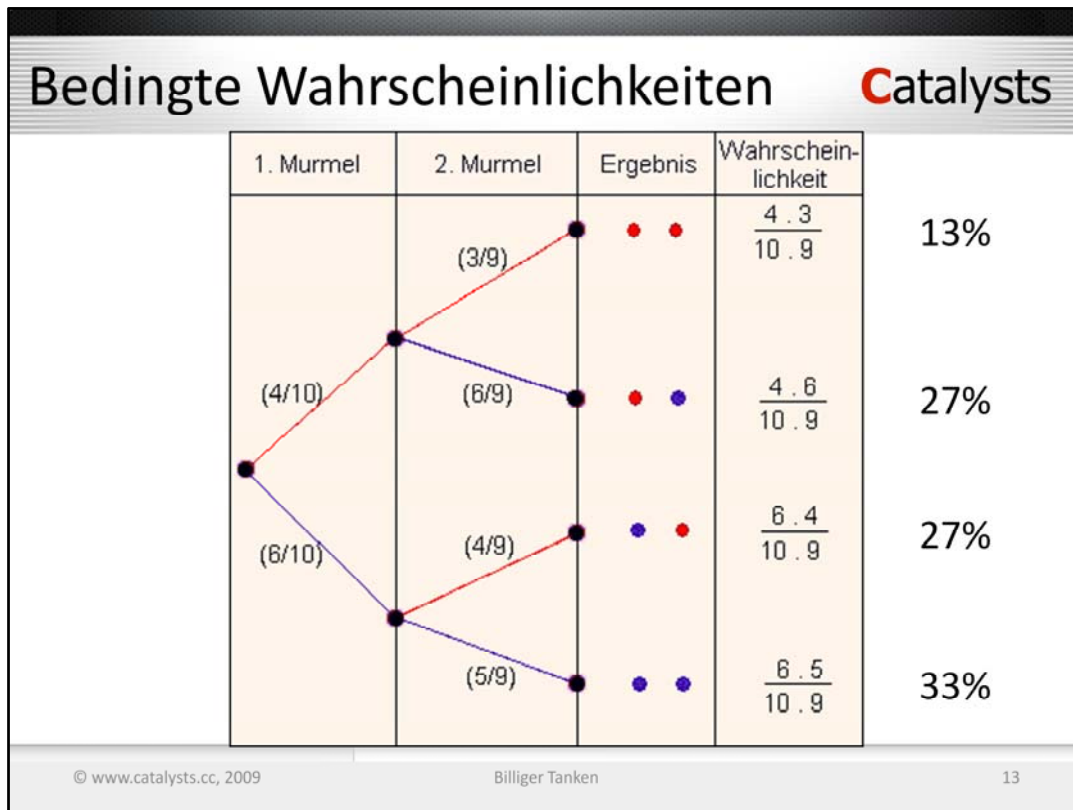 Bedingte Wahrscheinlichkeiten Catalysts
1. Murmel 2. Murmel Ergebnis Wahrschein-
lichkeit
(3/9) 4 . 3
10 . 9 13%
(4/10) (6/9) 4 . 6
10 . 9 27%
(6/10) (4/9) 6 . 4
10 . 9 27%
(5/9) 6 . 5
10 . 9 33%
© www.catalysts.cc, 2009 Billiger Tanken 13